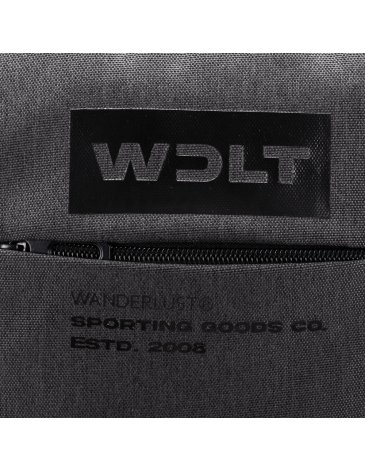 WDLT
WANDERLUST®
SPORTING GOODS CO.
ESTD. 2008